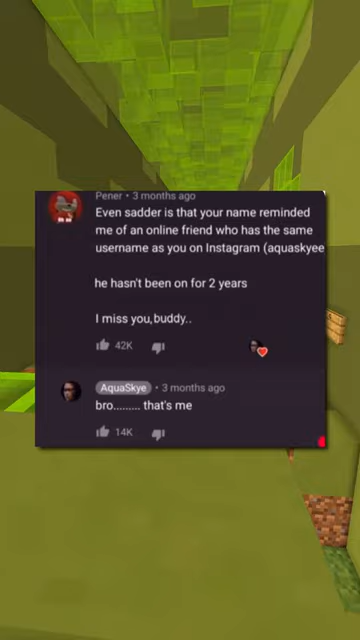 Pener • 3 months ago
Even sadder is that your name reminded
me of an online friend who has the same
username as you on Instagram (aquaskyee
he hasn't been on for 2 years
I miss you,buddy..
42K
AquaSkye • 3 months ago
bro......... that's me
14K